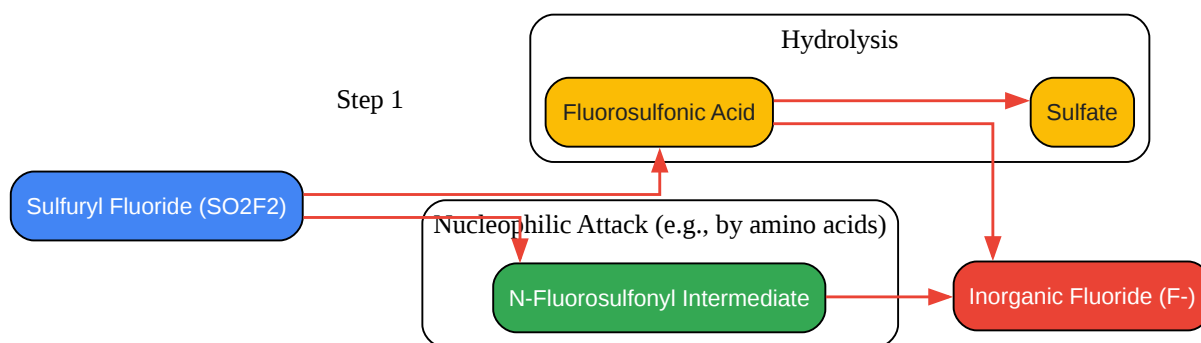 Hydrolysis
Step 1
Fluorosulfonic Acid
Sulfate
Sulfuryl Fluoride (SO2F2)
Nucleophilic Attack (e.g., by amino acids)
N-Fluorosulfonyl Intermediate
Inorganic Fluoride (F-)